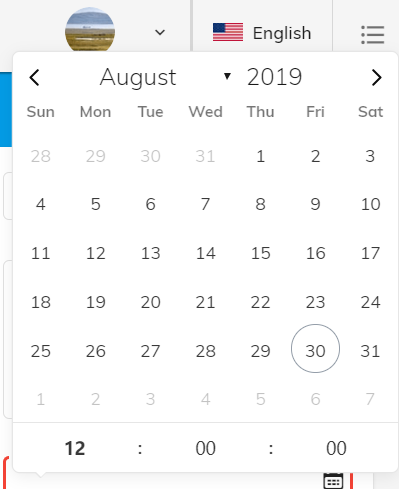 English
August 2019
Sun Mon Tue Wed Thu Fri Sat
28 29 30 31 1 2 3
4 5 6 7 8 9 10
11 12 13 14 15 16 17
18 19 20 21 22 23 24
25 26 27 28 29 30 31
1 2 3 4 5 6 7
12 : 00 : 00